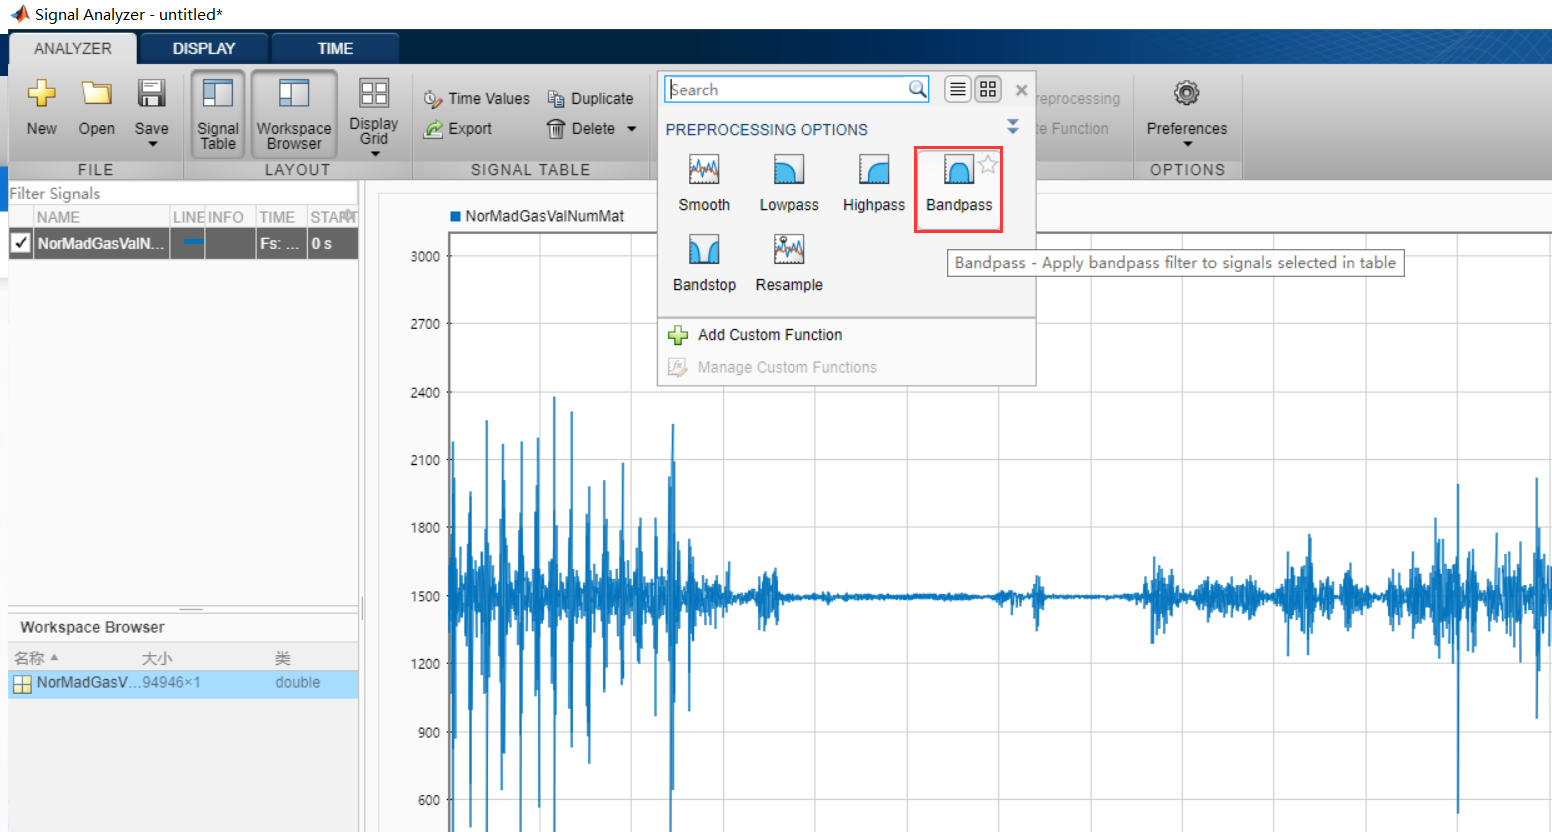 Signal Analyzer - untitled*
ANALYZER DISPLAY TIME
New Open Save
FILE
Signal Table Workspace Browser Display Grid
LAYOUT
Time Values Duplicate
Export Delete
SIGNAL TABLE
Search
PREPROCESSING OPTIONS
Smooth Lowpass Highpass Bandpass
Bandstop Resample
Add Custom Function
Manage Custom Functions
reprocessing
te Function
Preferences
OPTIONS
Bandpass - Apply bandpass filter to signals selected in table
Filter Signals
NAME LINE INFO TIME START
NorMadGasValN... Fs: ... 0 s
Workspace Browser
名称 大小 类
NorMadGasV... 94946×1 double
NorMadGasValNumMat
3000
2700
2400
2100
1800
1500
1200
900
600